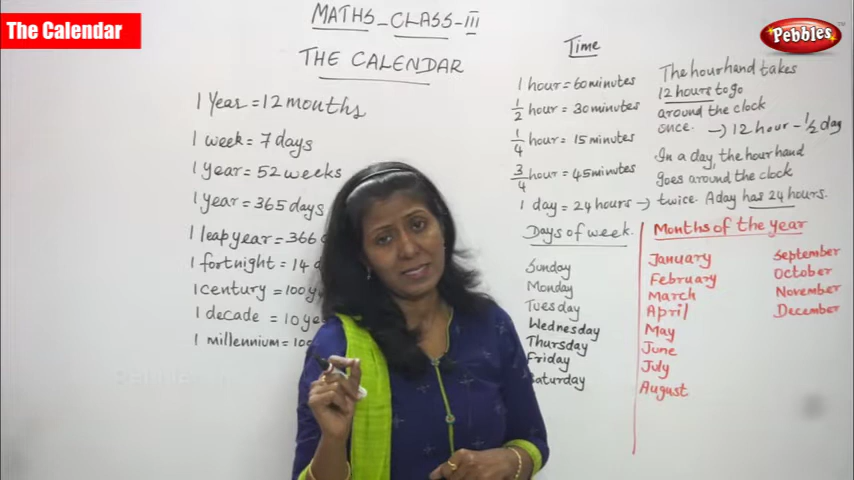 The Calendar
MATHS-CLASS-III
THE CALENDAR
Pebbles
TM
1 Year = 12 months
1 week = 7 days
1 year = 52 weeks
1 year = 365 days
1 leap year = 366
1 fortnight = 14
1 century = 100 y
1 decade = 10 ye
1 millennium = 100
Time
1 hour = 60 minutes
1/2 hour = 30 minutes
1/4 hour = 15 minutes
3/4 hour = 45 minutes
1 day = 24 hours →
The hour hand takes
12 hours to go
around the clock
once. → 12 hour - 1/2 day
In a day, the hour hand
goes around the clock
twice. A day has 24 hours.
Days of week.
Sunday
Monday
Tuesday
Wednesday
Thursday
Friday
Saturday
Months of the year
January
February
March
April
May
June
July
August
September
October
November
December
Pebbles